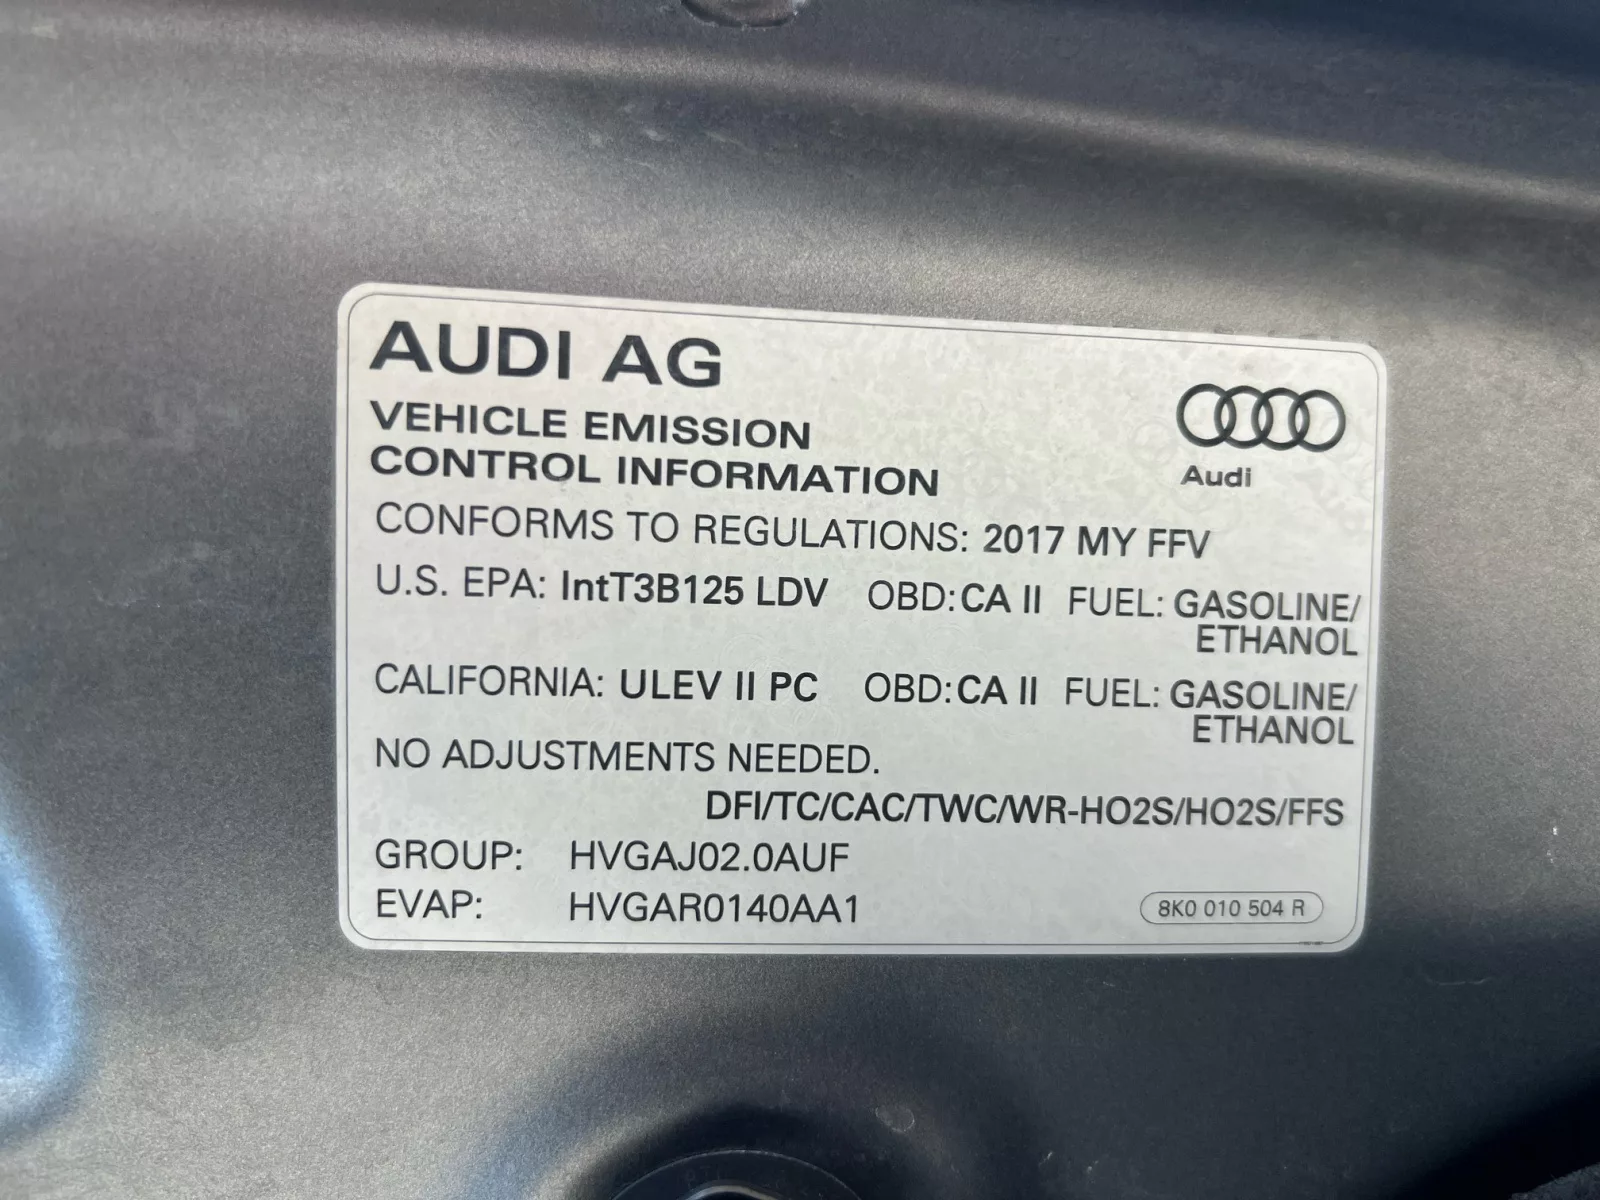 AUDI AG
VEHICLE EMISSION
CONTROL INFORMATION
Audi
CONFORMS TO REGULATIONS: 2017 MY FFV
U.S. EPA: IntT3B125 LDV OBD: CA II FUEL: GASOLINE/
ETHANOL
CALIFORNIA: ULEV II PC OBD: CA II FUEL: GASOLINE/
ETHANOL
NO ADJUSTMENTS NEEDED.
DFI/TC/CAC/TWC/WR-HO2S/HO2S/FFS
GROUP: HVGAJ02.0AUF
EVAP: HVGAR0140AA1
8K0 010 504 R